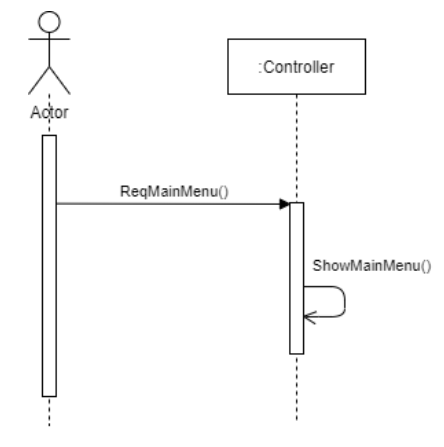 :Controller
Actor
ReqMainMenu()
ShowMainMenu()